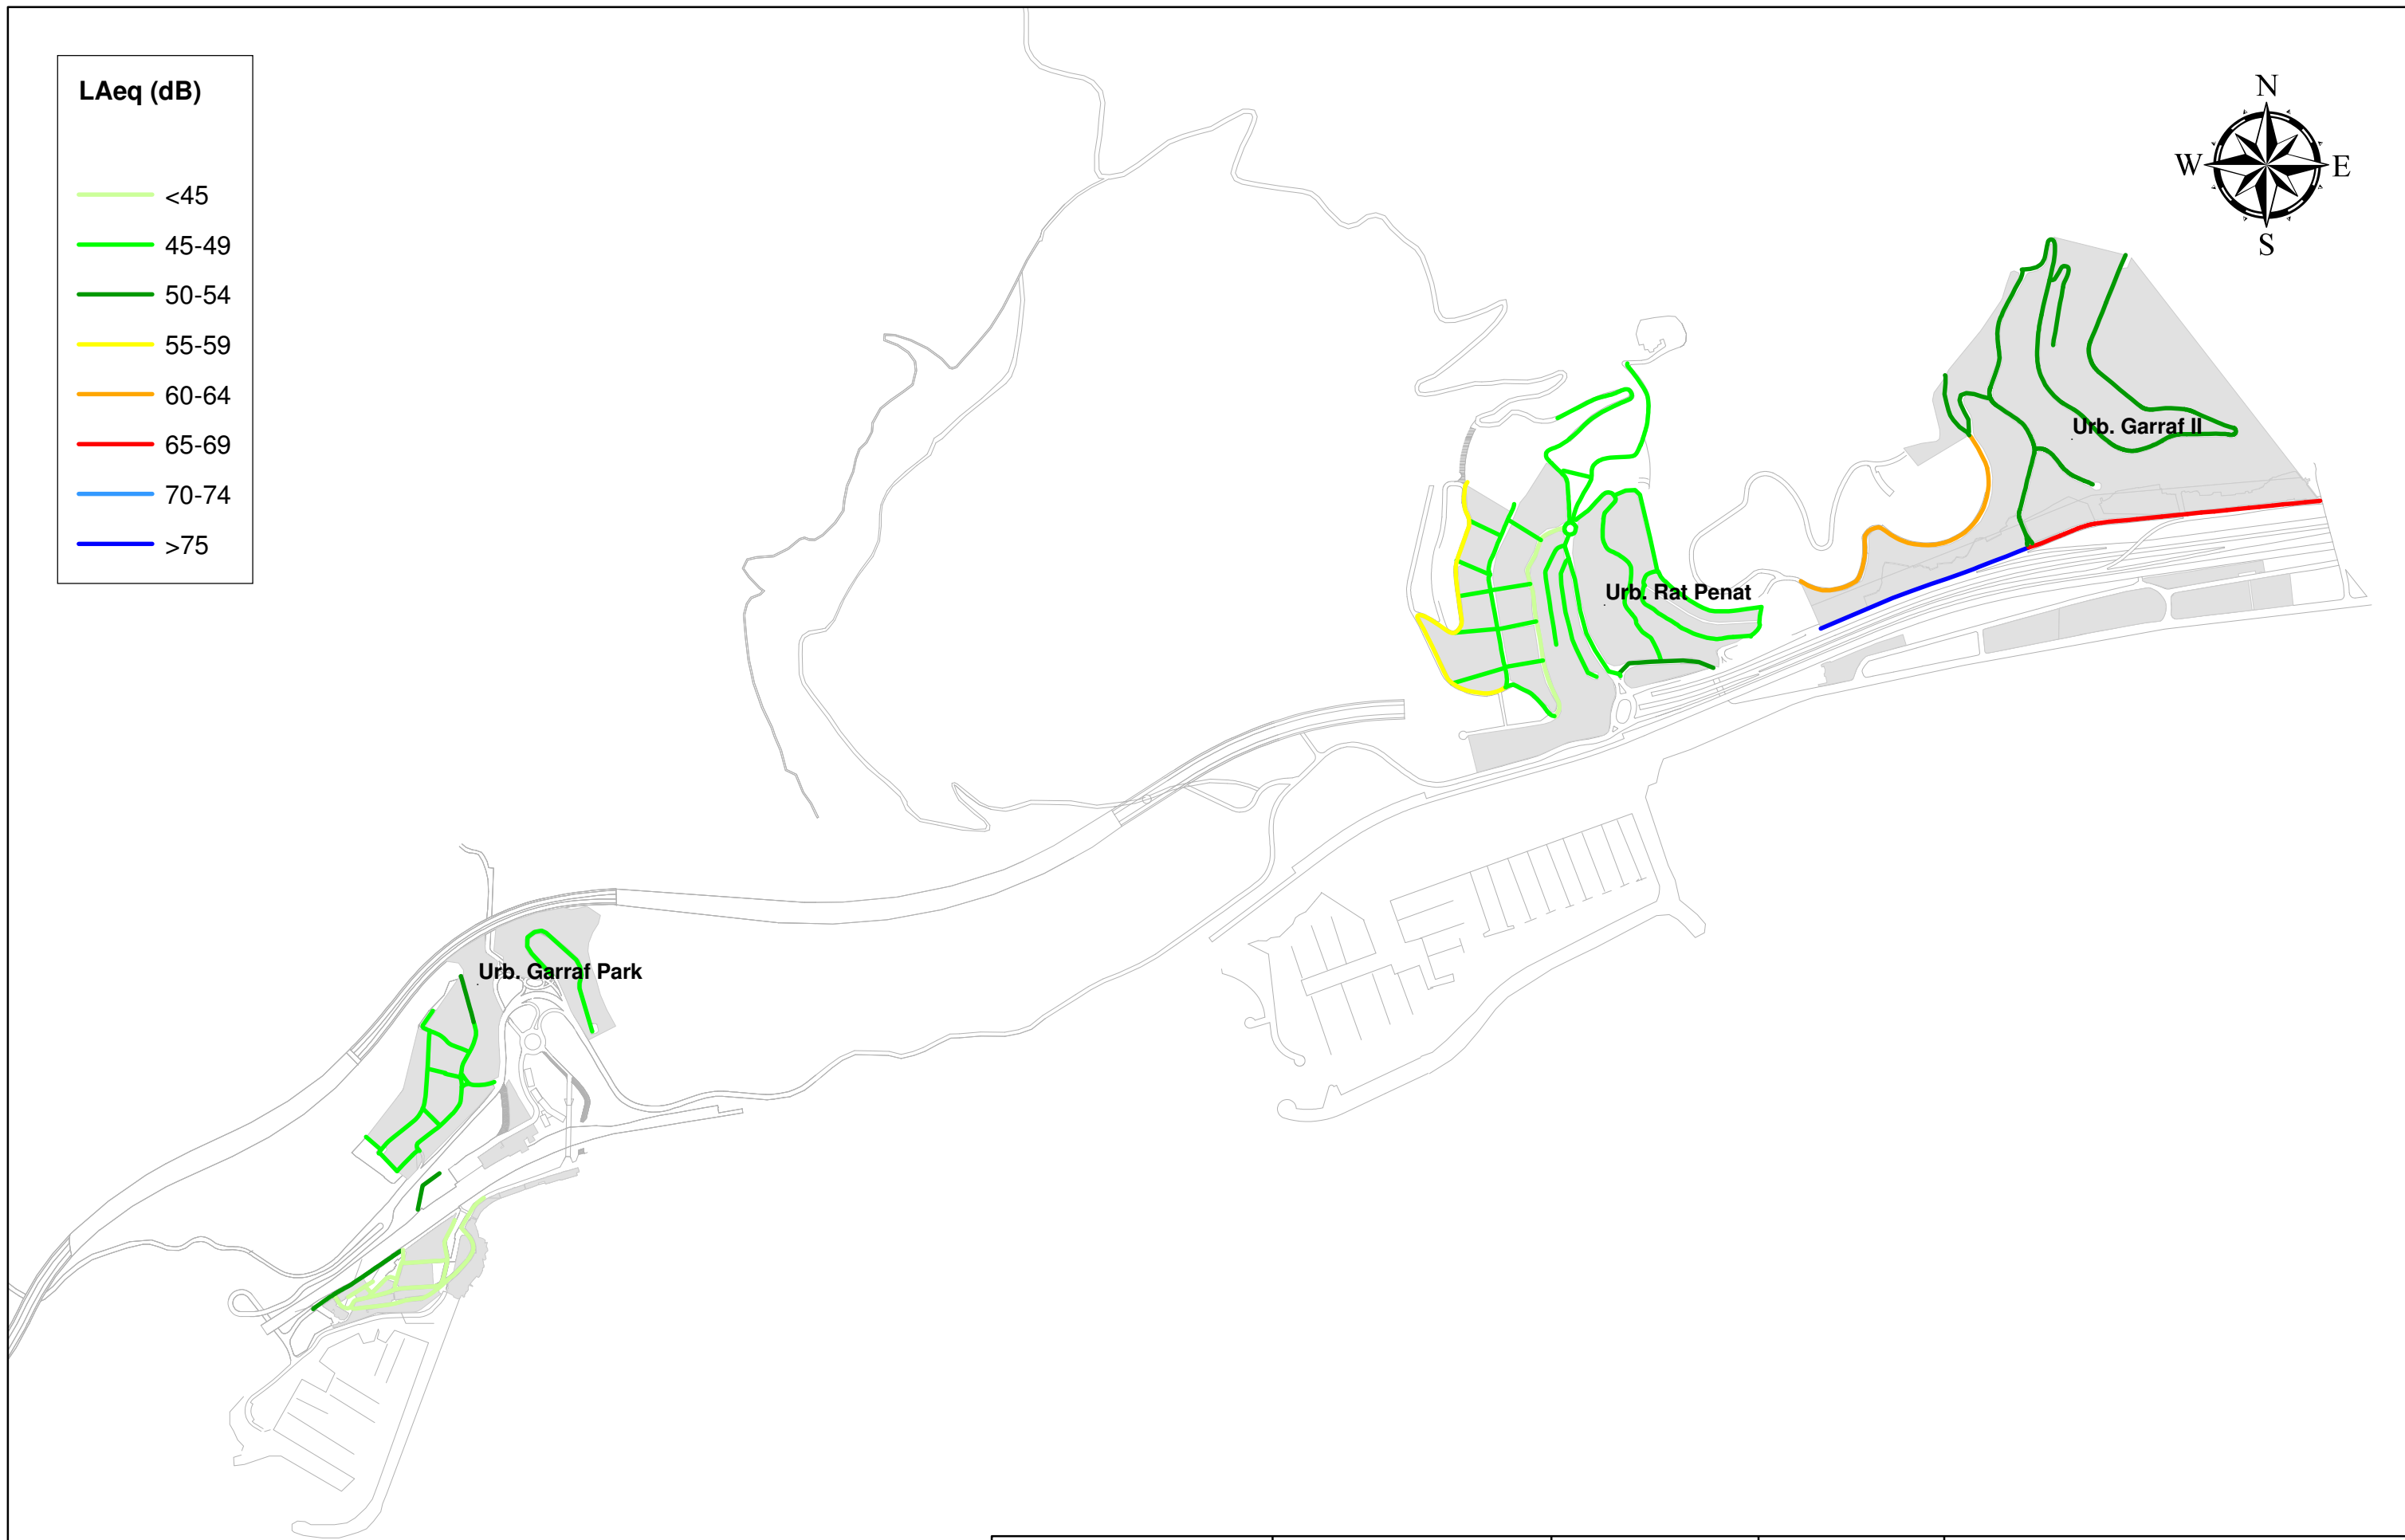 LAeq (dB)
<45
45-49
50-54
55-59
60-64
65-69
70-74
>75
N
W
E
S
Urb. Garraf II
Urb. Rat Penat
Urb. Garraf Park